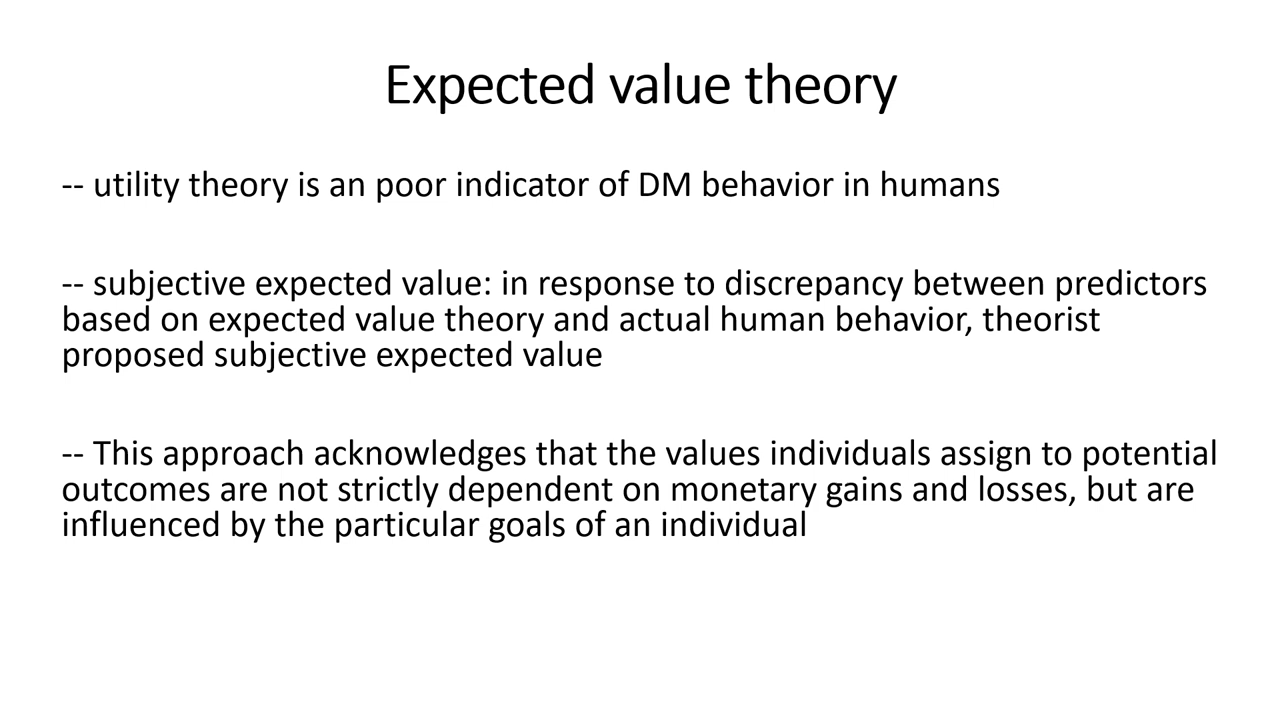 Expected value theory
-- utility theory is an poor indicator of DM behavior in humans
-- subjective expected value: in response to discrepancy between predictors
based on expected value theory and actual human behavior, theorist
proposed subjective expected value
-- This approach acknowledges that the values individuals assign to potential
outcomes are not strictly dependent on monetary gains and losses, but are
influenced by the particular goals of an individual